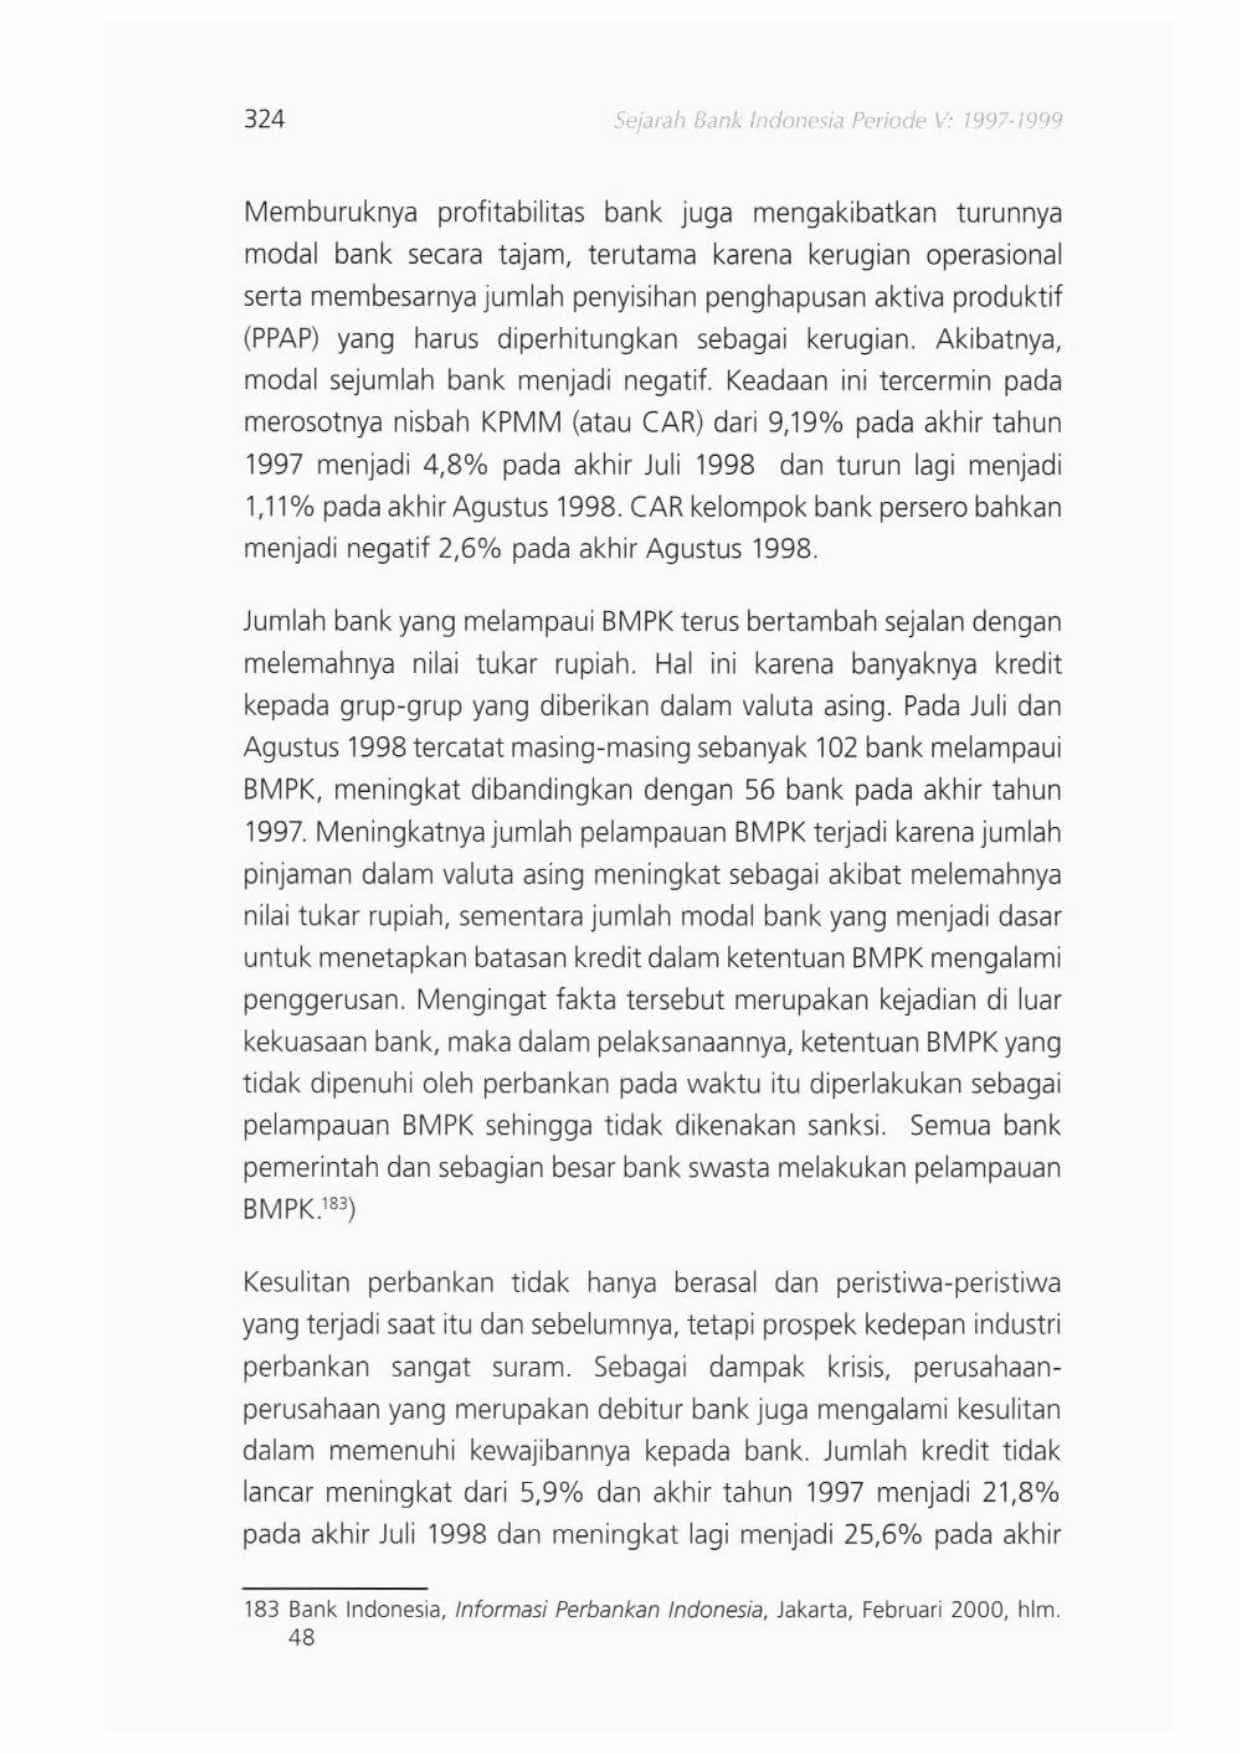 324
Sejarah Bank Indonesia Periode V: 1997-1999
Memburuknya profitabilitas bank juga mengakibatkan turunnya
modal bank secara tajam, terutama karena kerugian operasional
serta membesarnya jumlah penyisihan penghapusan aktiva produktif
(PPAP) yang harus diperhitungkan sebagai kerugian. Akibatnya,
modal sejumlah bank menjadi negatif. Keadaan ini tercermin pada
merosotnya nisbah KPMM (atau CAR) dari 9,19% pada akhir tahun
1997 menjadi 4,8% pada akhir Juli 1998 dan turun lagi menjadi
1,11% pada akhir Agustus 1998. CAR kelompok bank persero bahkan
menjadi negatif 2,6% pada akhir Agustus 1998.
Jumlah bank yang melampaui BMPK terus bertambah sejalan dengan
melemahnya nilai tukar rupiah. Hal ini karena banyaknya kredit
kepada grup-grup yang diberikan dalam valuta asing. Pada Juli dan
Agustus 1998 tercatat masing-masing sebanyak 102 bank melampaui
BMPK, meningkat dibandingkan dengan 56 bank pada akhir tahun
1997. Meningkatnya jumlah pelampauan BMPK terjadi karena jumlah
pinjaman dalam valuta asing meningkat sebagai akibat melemahnya
nilai tukar rupiah, sementara jumlah modal bank yang menjadi dasar
untuk menetapkan batasan kredit dalam ketentuan BMPK mengalami
penggerusan. Mengingat fakta tersebut merupakan kejadian di luar
kekuasaan bank, maka dalam pelaksanaannya, ketentuan BMPK yang
tidak dipenuhi oleh perbankan pada waktu itu diperlakukan sebagai
pelampauan BMPK sehingga tidak dikenakan sanksi. Semua bank
pemerintah dan sebagian besar bank swasta melakukan pelampauan
BMPK.183)
Kesulitan perbankan tidak hanya berasal dan peristiwa-peristiwa
yang terjadi saat itu dan sebelumnya, tetapi prospek kedepan industri
perbankan sangat suram. Sebagai dampak krisis, perusahaan-
perusahaan yang merupakan debitur bank juga mengalami kesulitan
dalam memenuhi kewajibannya kepada bank. Jumlah kredit tidak
lancar meningkat dari 5,9% dan akhir tahun 1997 menjadi 21,8%
pada akhir Juli 1998 dan meningkat lagi menjadi 25,6% pada akhir
183 Bank Indonesia, Informasi Perbankan Indonesia, Jakarta, Februari 2000, hlm.
48